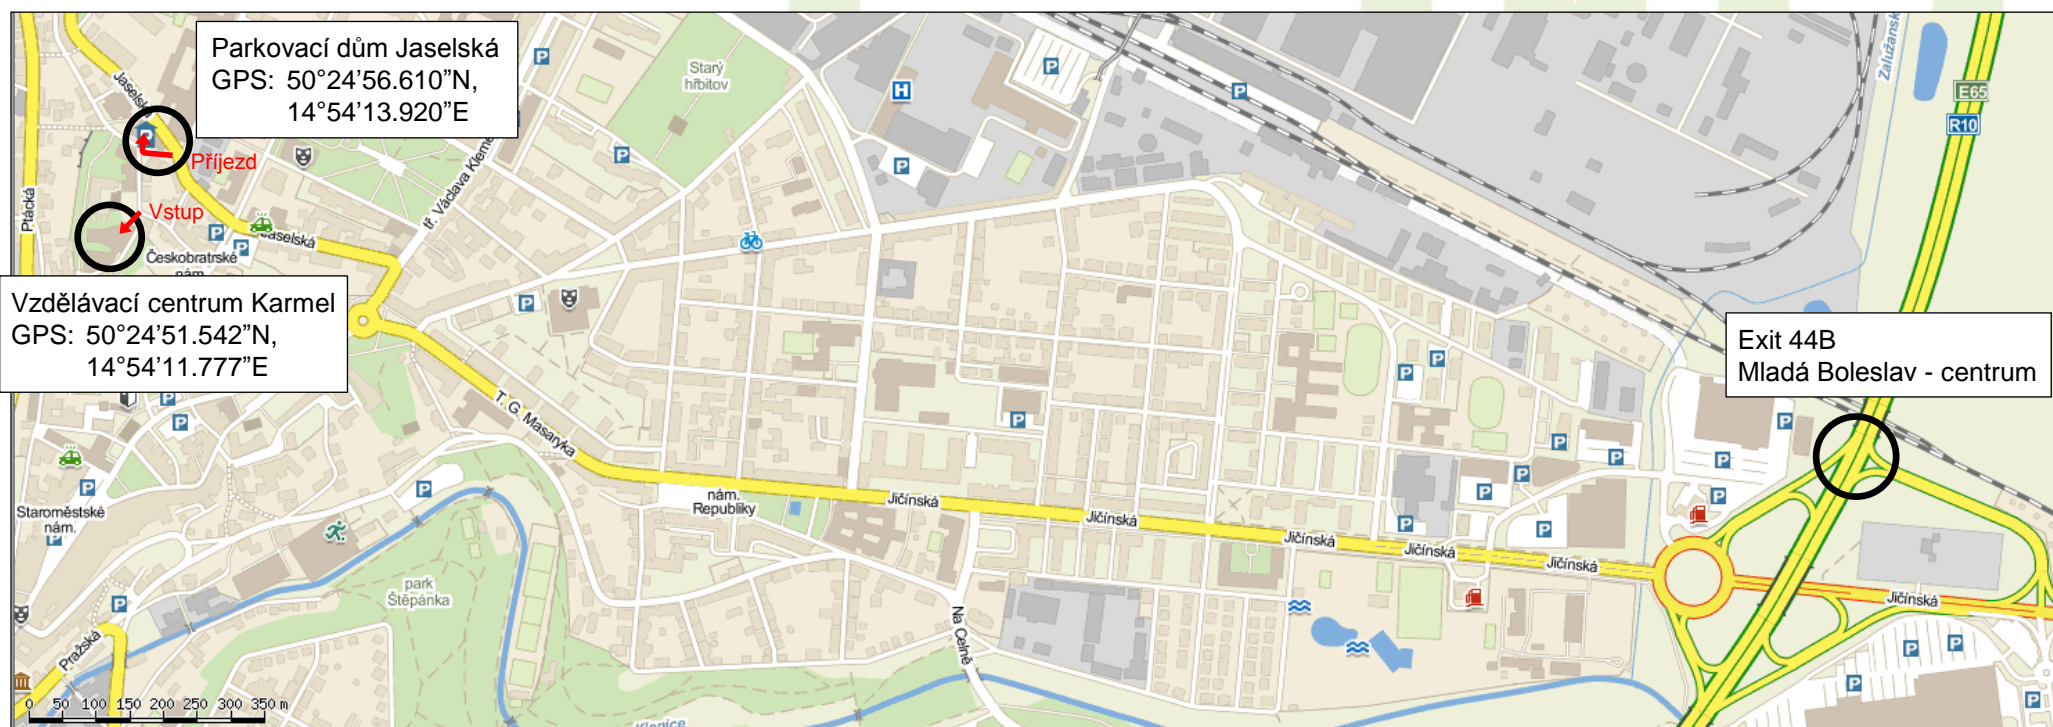 Parkovací dům Jaselská
GPS: 50°24’56.610”N,
14°54’13.920”E
Příjezd
Vstup
Vzdělávací centrum Karmel
GPS: 50°24’51.542”N,
14°54’11.777”E
Exit 44B
Mladá Boleslav - centrum
E65
R10
Starý
hřbitov
Jaselská
Ptácká
tř. Václava
Českobratrské
nám.
T. G. Masaryka
nám.
Republiky
Jičínská
Jičínská
Jičínská
Jičínská
Jičínská
Jičínská
Staroměstské
nám.
park
Štěpánka
Na Celně
Pražská
Klenice
H
P
0 50 100 150 200 250 300 350 m